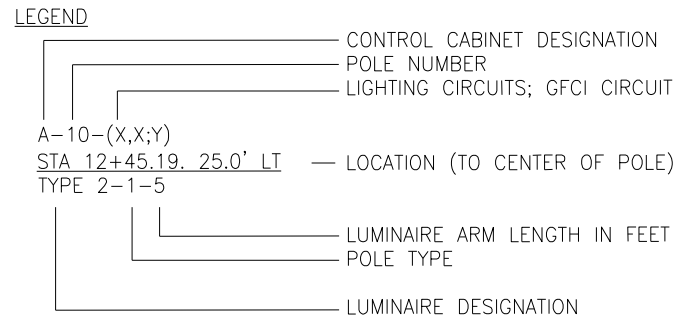 LEGEND
CONTROL CABINET DESIGNATION
POLE NUMBER
LIGHTING CIRCUITS; GFCI CIRCUIT
A-10-(X,X;Y)
STA 12+45.19. 25.0' LT
LOCATION (TO CENTER OF POLE)
TYPE 2-1-5
LUMINAIRE ARM LENGTH IN FEET
POLE TYPE
LUMINAIRE DESIGNATION